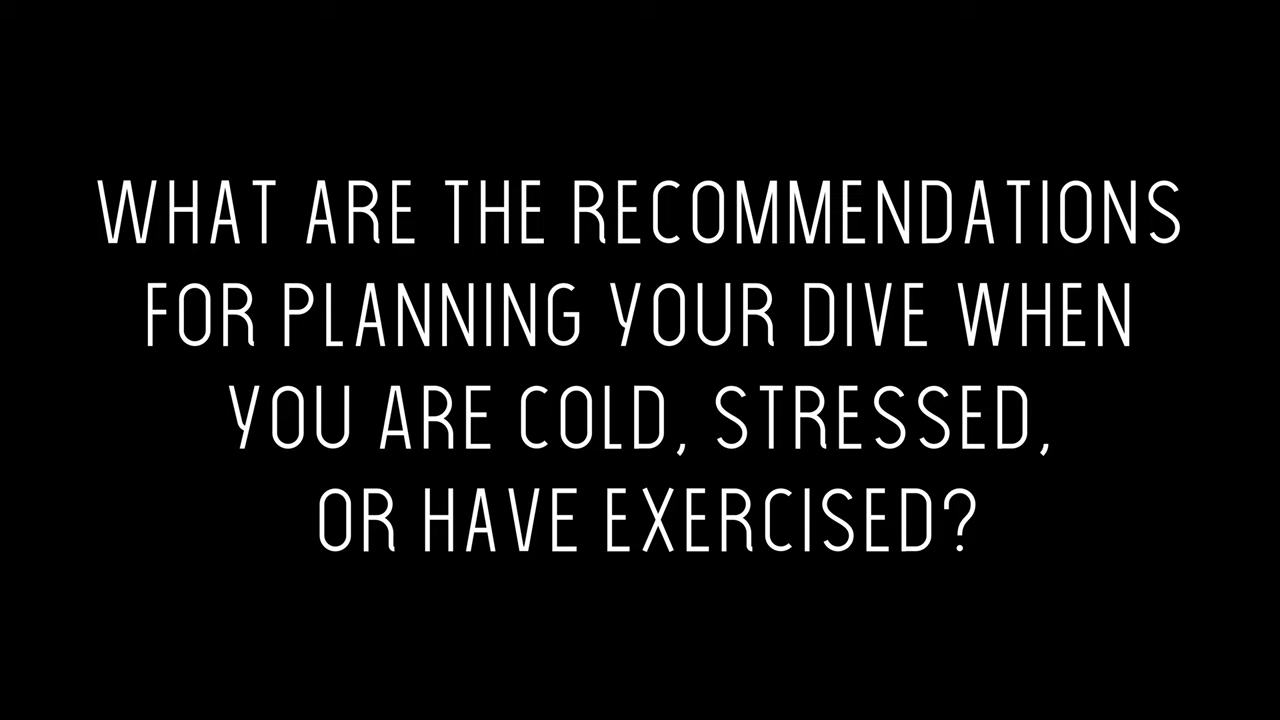 WHAT ARE THE RECOMMENDATIONS
FOR PLANNING YOUR DIVE WHEN
YOU ARE COLD, STRESSED,
OR HAVE EXERCISED?